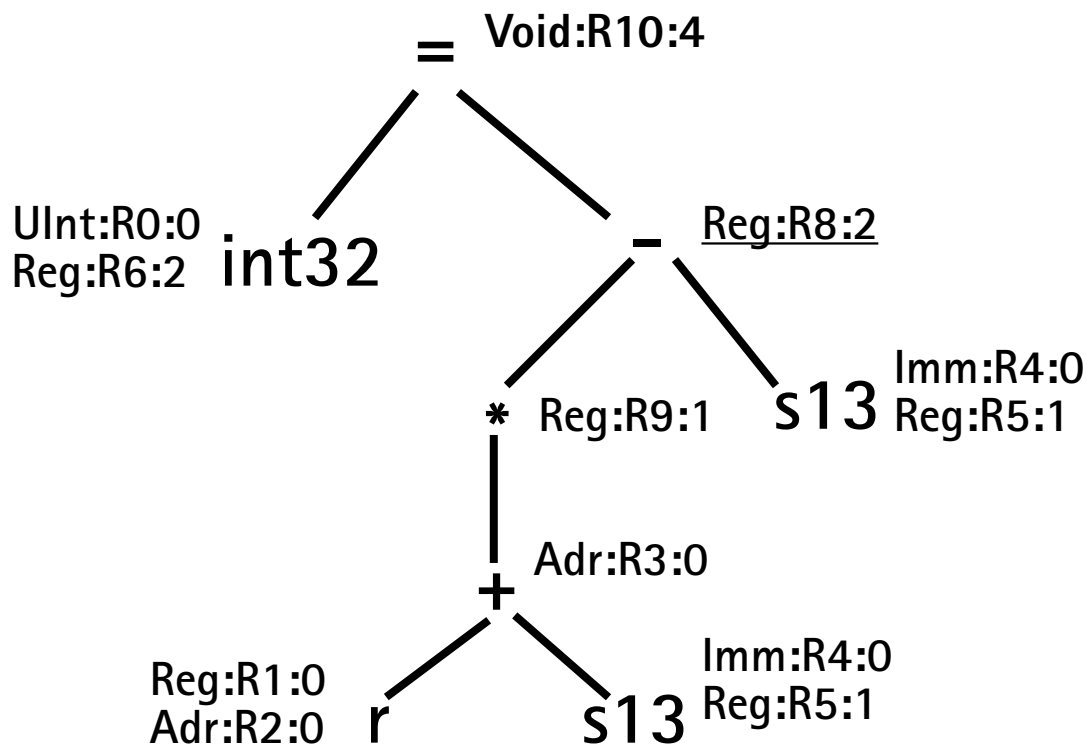 = Void:R10:4
UInt:R0:0
Reg:R6:2 int32
- Reg:R8:2
* Reg:R9:1
s13 Imm:R4:0
Reg:R5:1
Adr:R3:0
+
Reg:R1:0
Adr:R2:0 r
s13 Imm:R4:0
Reg:R5:1